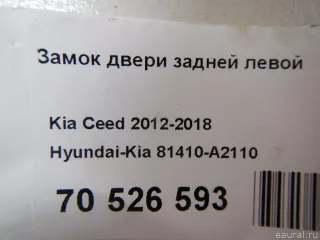 Замок двери задней левой
Kia Ceed 2012-2018
Hyundai-Kia 81410-A2110
70 526 593
eaural.ru